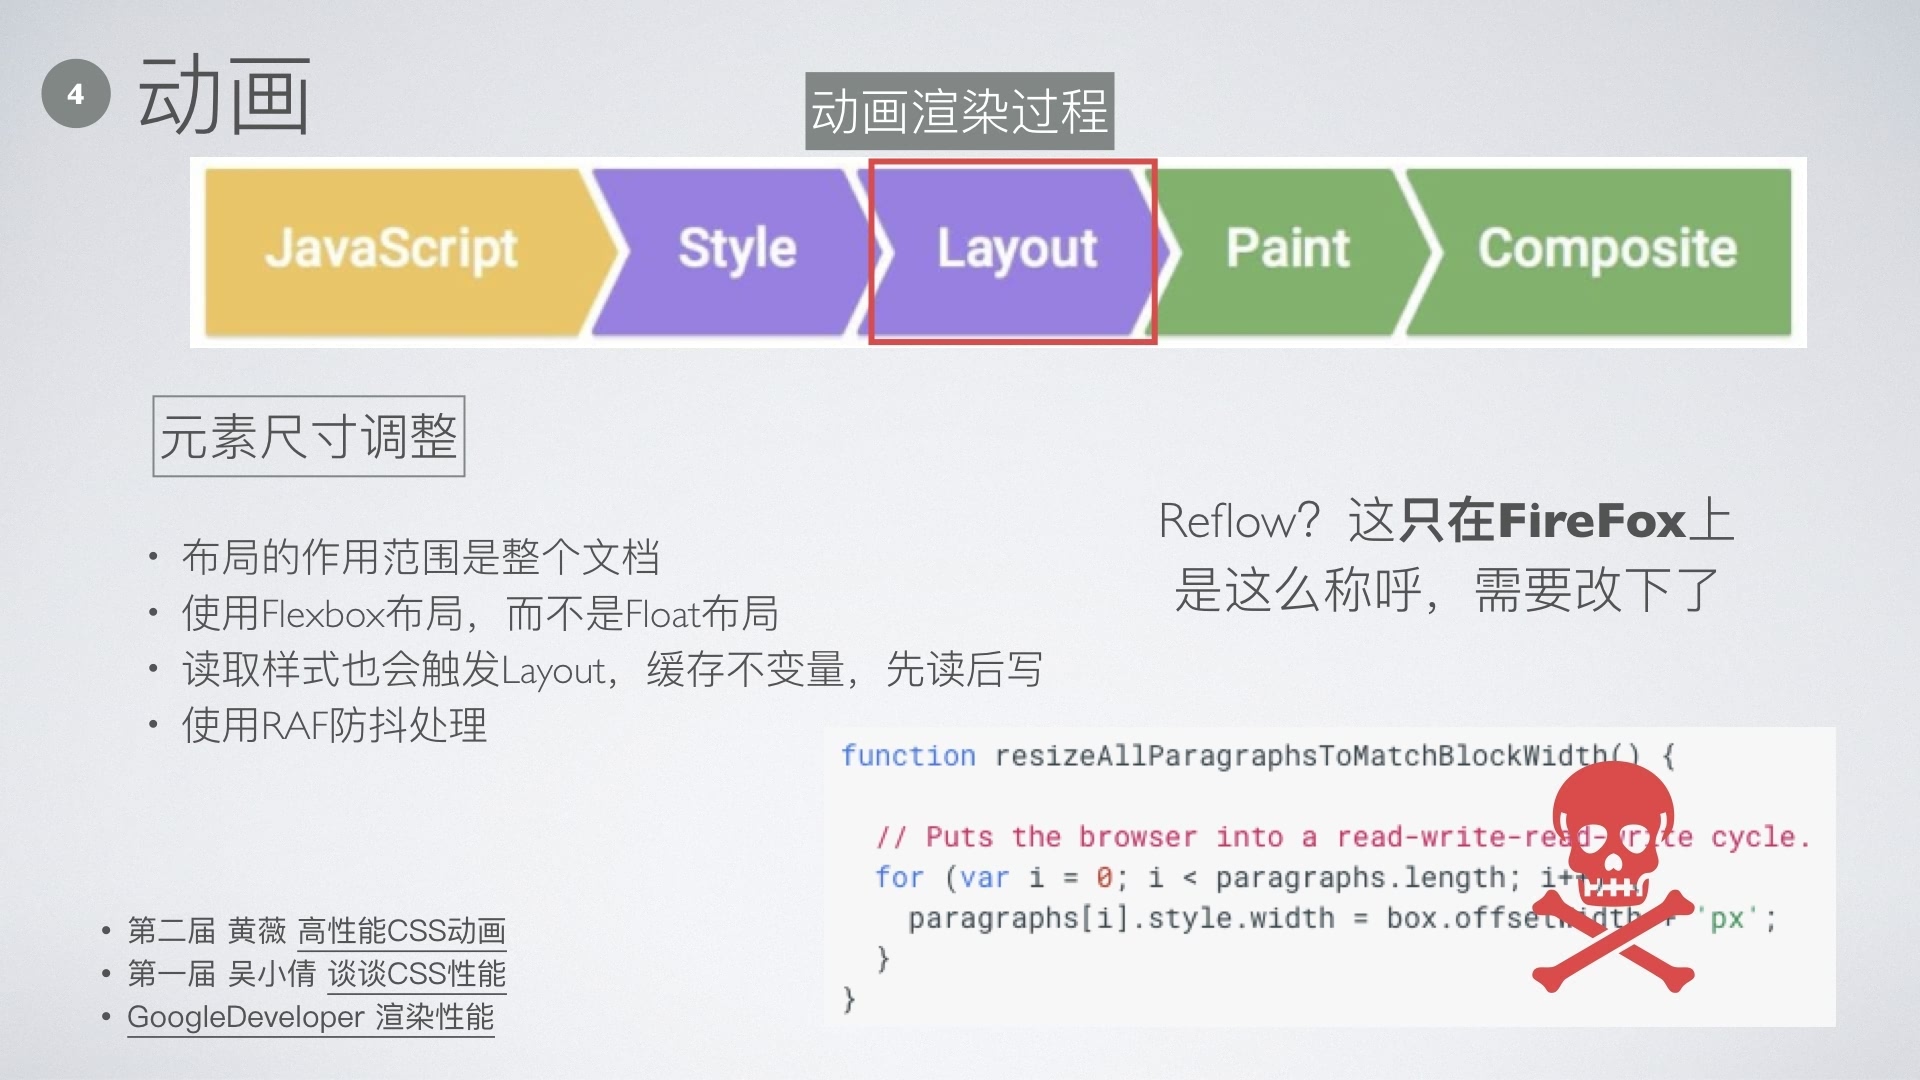 4 动画
动画渲染过程
JavaScript Style Layout Paint Composite
元素尺寸调整
• 布局的作用范围是整个文档
• 使用Flexbox布局，而不是Float布局
• 读取样式也会触发Layout，缓存不变量，先读后写
• 使用RAF防抖处理
Reflow？这只在FireFox上
是这么称呼，需要改下了
function resizeAllParagraphsToMatchBlockWidth() {
// Puts the browser into a read-write-read-write cycle.
for (var i = 0; i < paragraphs.length; i++) {
paragraphs[i].style.width = box.offsetWidth + 'px';
}
}
• 第二届 黄薇 高性能CSS动画
• 第一届 吴小倩 谈谈CSS性能
• GoogleDeveloper 渲染性能